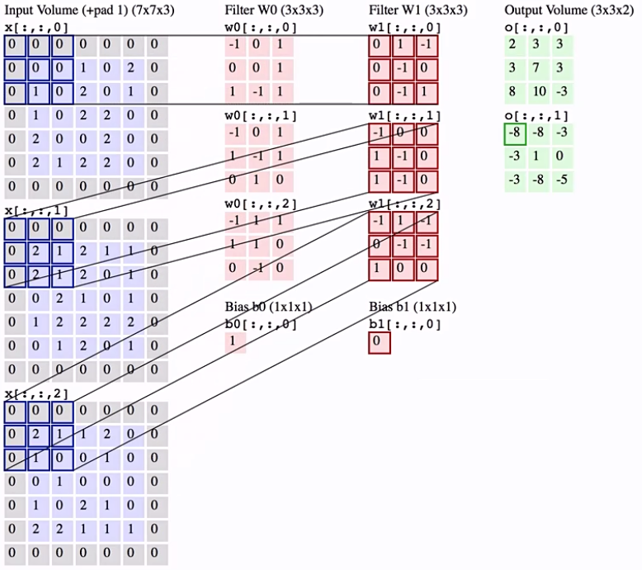 Input Volume (+pad 1) (7x7x3)
x[:,:,0]
0 0 0 0 0 0 0
0 0 0 1 0 2 0
0 1 0 2 0 1 0
0 1 0 2 2 0 0
0 2 0 0 2 0 0
0 2 1 2 2 0 0
0 0 0 0 0 0 0
x[:,:,1]
0 0 0 0 0 0 0
0 2 1 2 1 1 0
0 2 1 2 0 1 0
0 0 2 1 0 1 0
0 1 2 2 2 2 0
0 0 1 2 0 1 0
0 0 0 0 0 0 0
x[:,:,2]
0 0 0 0 0 0 0
0 2 1 1 2 0 0
0 1 0 0 1 0 0
0 0 1 0 0 0 0
0 1 0 2 1 0 0
0 2 2 1 1 1 0
0 0 0 0 0 0 0
Filter W0 (3x3x3)
w0[:,:,0]
-1 0 1
0 0 1
1 -1 1
w0[:,:,1]
-1 0 1
1 -1 1
0 1 0
w0[:,:,2]
-1 1 1
1 1 0
0 -1 0
Bias b0 (1x1x1)
b0[:,:,0]
1
Filter W1 (3x3x3)
w1[:,:,0]
0 1 -1
0 -1 0
0 -1 1
w1[:,:,1]
-1 0 0
1 -1 0
1 -1 0
w1[:,:,2]
-1 1 -1
0 -1 -1
1 0 0
Bias b1 (1x1x1)
b1[:,:,0]
0
Output Volume (3x3x2)
o[:,:,0]
2 3 3
3 7 3
8 10 -3
o[:,:,1]
-8 -8 -3
-3 1 0
-3 -8 -5